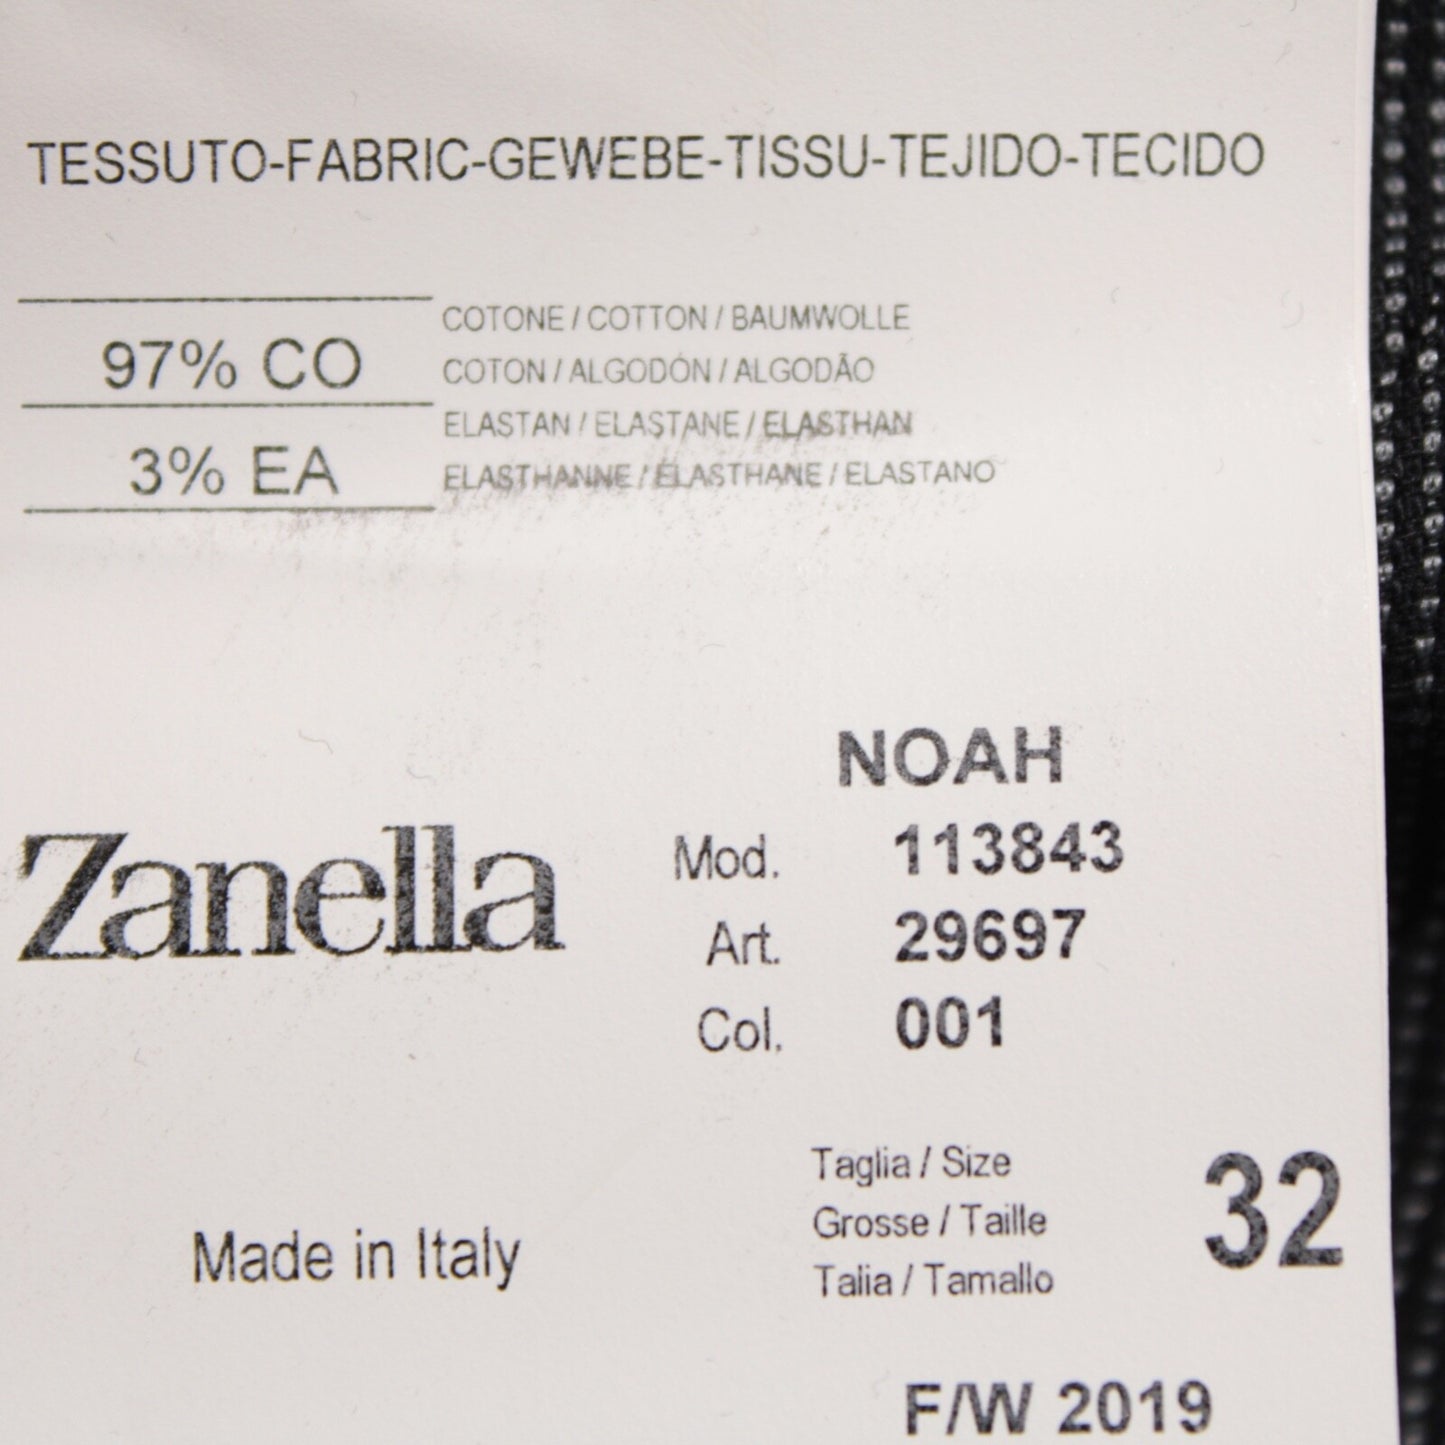 TESSUTO-FABRIC-GEWEBE-TISSU-TEJIDO-TECIDO
97% CO
COTONE / COTTON / BAUMWOLLE
COTON / ALGODÓN / ALGODÃO
3% EA
ELASTAN / ELASTANE / ELASTHAN
ELASTHANNE / ELASTHANE / ELASTANO
Zanella
NOAH
Mod. 113843
Art. 29697
Col. 001
Made in Italy
Taglia / Size
Grosse / Taille
Talia / Tamallo
32
F/W 2019